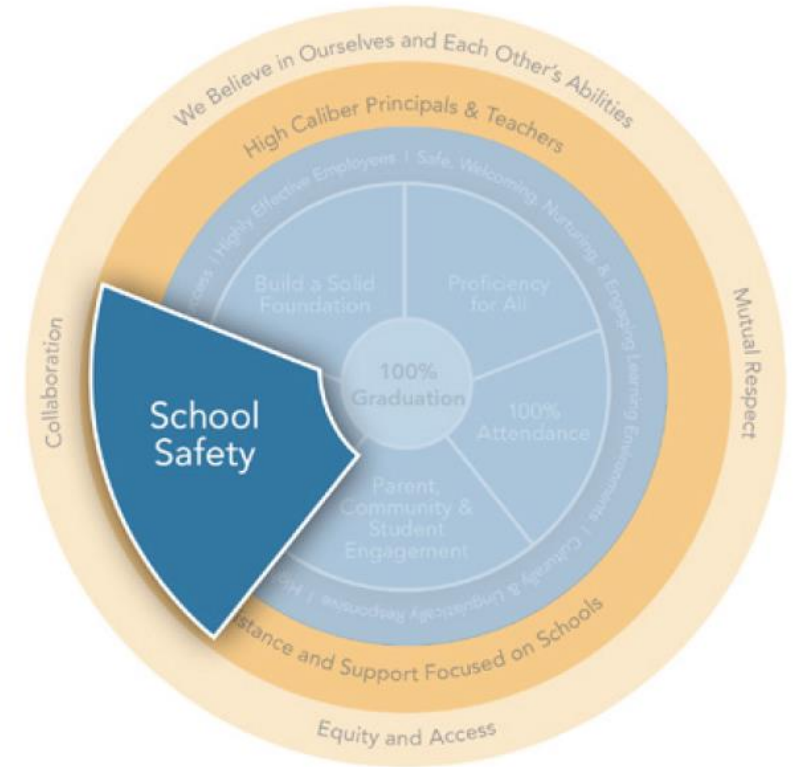 We Believe in Ourselves and Each Other's Abilities
High Caliber Principals & Teachers
Highly Effective Employees | Safe, Welcoming, Nurturing, & Engaging Learning Environments | Culturally & Linguistically Responsive |
Build a Solid
Foundation
Proficiency
for All
100%
Graduation
100%
Attendance
Parent,
Community &
Student
Engagement
School
Safety
Collaboration
Mutual Respect
and Support Focused on Schools
Equity and Access